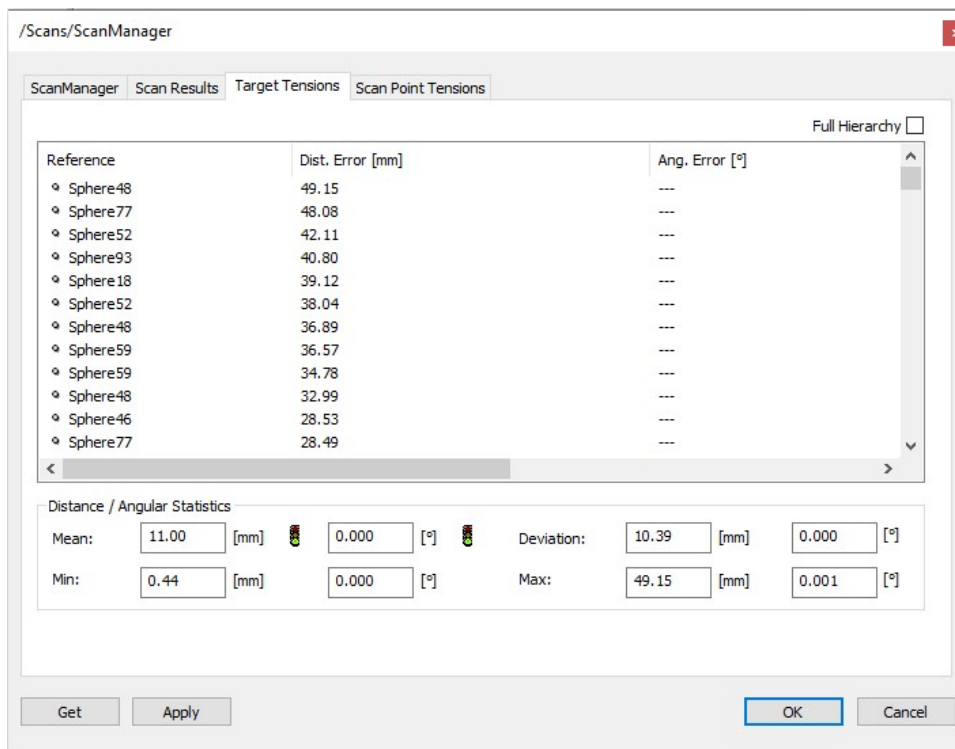 /Scans/ScanManager
ScanManager Scan Results Target Tensions Scan Point Tensions
Full Hierarchy
Reference Dist. Error [mm] Ang. Error [°]
Sphere48 49.15 ---
Sphere77 48.08 ---
Sphere52 42.11 ---
Sphere93 40.80 ---
Sphere18 39.12 ---
Sphere52 38.04 ---
Sphere48 36.89 ---
Sphere59 36.57 ---
Sphere59 34.78 ---
Sphere48 32.99 ---
Sphere46 28.53 ---
Sphere77 28.49 ---
Distance / Angular Statistics
Mean: 11.00 [mm] 0.000 [°] Deviation: 10.39 [mm] 0.000 [°]
Min: 0.44 [mm] 0.000 [°] Max: 49.15 [mm] 0.001 [°]
Get Apply OK Cancel